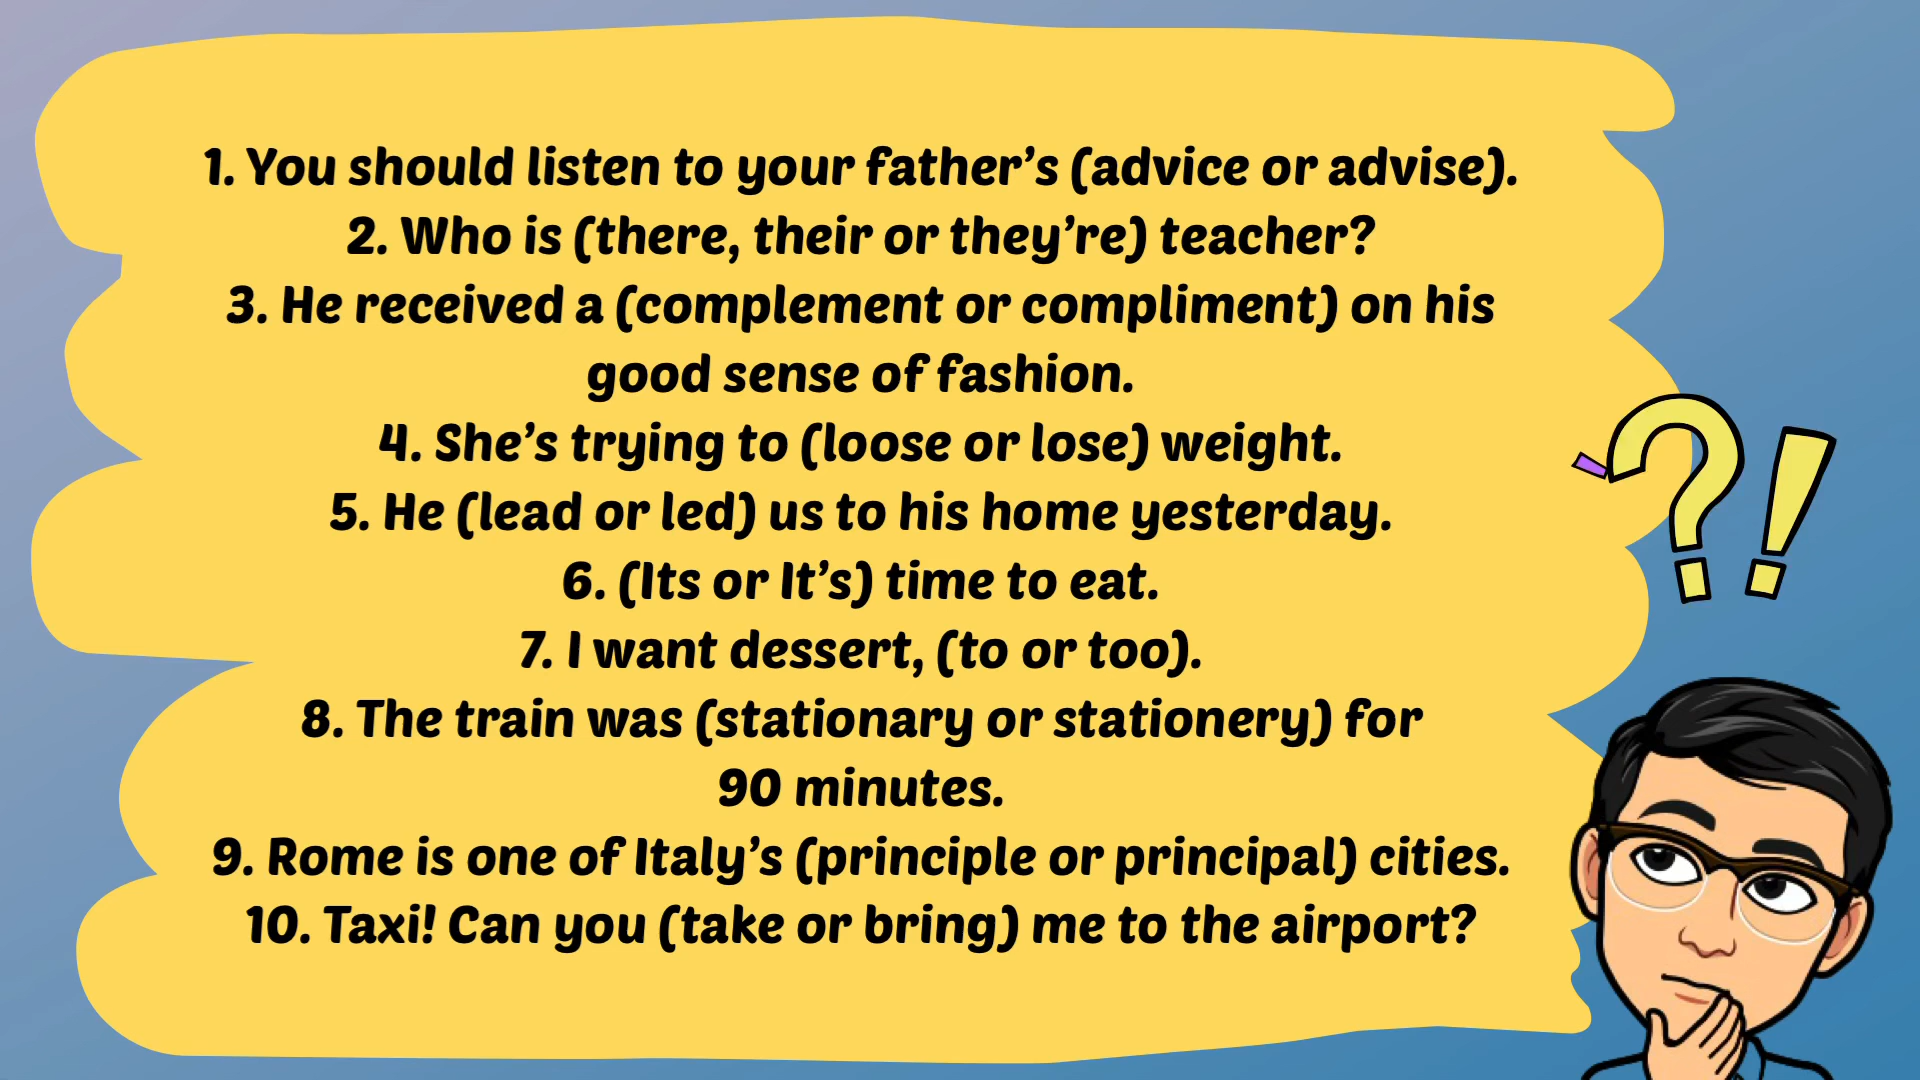 1. You should listen to your father’s (advice or advise).
2. Who is (there, their or they’re) teacher?
3. He received a (complement or compliment) on his
good sense of fashion.
4. She’s trying to (loose or lose) weight.
5. He (lead or led) us to his home yesterday.
6. (Its or It’s) time to eat.
7. I want dessert, (to or too).
8. The train was (stationary or stationery) for
90 minutes.
9. Rome is one of Italy’s (principle or principal) cities.
10. Taxi! Can you (take or bring) me to the airport?
?!